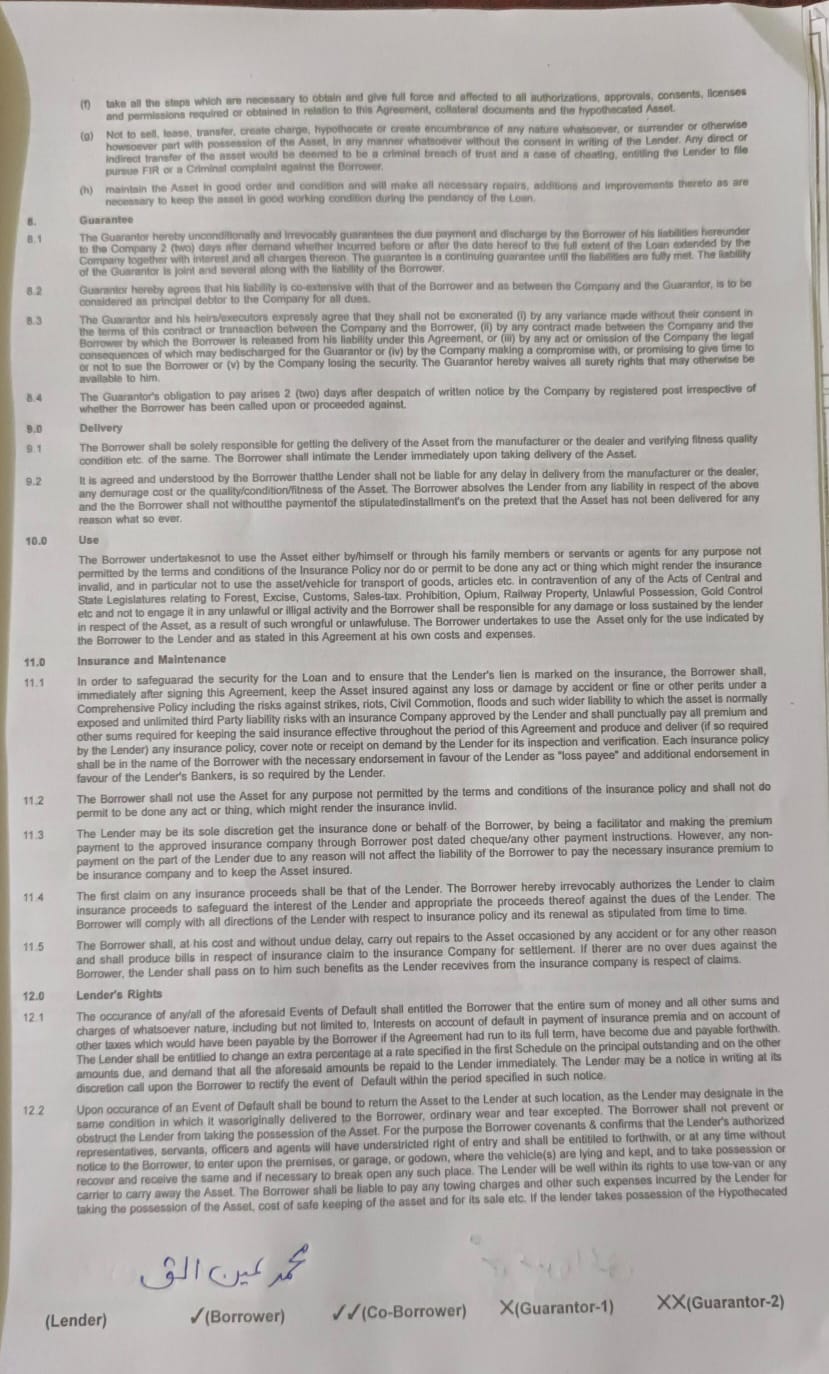 (f) take all the steps which are necessary to obtain and give full force and affected to all authorizations, approvals, consents, licenses
and permissions required or obtained in relation to this Agreement, collateral documents and the hypothecated Asset.
(g) Not to sell, lease, transfer, create charge, hypothecate or create encumbrance of any nature whatsoever, or surrender or otherwise
howsoever part with possession of the Asset, in any manner whatsoever without the consent in writing of the Lender. Any direct or
indirect transfer of the asset would be deemed to be a criminal breach of trust and a case of cheating, entitling the Lender to file
pursue FIR or a Criminal complaint against the Borrower.
(h) maintain the Asset in good order and condition and will make all necessary repairs, additions and improvements thereto as are
necessary to keep the asset in good working condition during the pendancy of the Loan.
8. Guarantee
8.1 The Guarantor hereby unconditionally and irrevocably guarantees the due payment and discharge by the Borrower of his liabilities hereunder
to the Company 2 (two) days after demand whether incurred before or after the date hereof to the full extent of the Loan extended by the
Company together with interest and all charges thereon. The guarantee is a continuing guarantee until the liabilities are fully met. The liability
of the Guarantor is joint and several along with the liability of the Borrower.
8.2 Guarantor hereby agrees that his liability is co-extensive with that of the Borrower and as between the Company and the Guarantor, is to be
considered as principal debtor to the Company for all dues.
8.3 The Guarantor and his heirs/executors expressly agree that they shall not be exonerated (i) by any variance made without their consent in
the terms of this contract or transaction between the Company and the Borrower, (ii) by any contract made between the Company and the
Borrower by which the Borrower is released from his liability under this Agreement, or (iii) by any act or omission of the Company the legal
consequences of which may bedischarged for the Guarantor or (iv) by the Company making a compromise with, or promising to give time to
or not to sue the Borrower or (v) by the Company losing the security. The Guarantor hereby waives all surety rights that may otherwise be
available to him.
8.4 The Guarantor's obligation to pay arises 2 (two) days after despatch of written notice by the Company by registered post irrespective of
whether the Borrower has been called upon or proceeded against.
9.0 Delivery
9.1 The Borrower shall be solely responsible for getting the delivery of the Asset from the manufacturer or the dealer and verifying fitness quality
condition etc. of the same. The Borrower shall intimate the Lender immediately upon taking delivery of the Asset.
9.2 It is agreed and understood by the Borrower thatthe Lender shall not be liable for any delay in delivery from the manufacturer or the dealer,
any demurage cost or the quality/condition/fitness of the Asset. The Borrower absolves the Lender from any liability in respect of the above
and the the Borrower shall not withoutthe paymentof the stipulatedinstallment's on the pretext that the Asset has not been delivered for any
reason what so ever.
10.0 Use
The Borrower undertakesnot to use the Asset either by/himself or through his family members or servants or agents for any purpose not
permitted by the terms and conditions of the Insurance Policy nor do or permit to be done any act or thing which might render the insurance
invalid, and in particular not to use the asset/vehicle for transport of goods, articles etc. in contravention of any of the Acts of Central and
State Legislatures relating to Forest, Excise, Customs, Sales-tax. Prohibition, Opium, Railway Property, Unlawful Possession, Gold Control
etc and not to engage it in any unlawful or illigal activity and the Borrower shall be responsible for any damage or loss sustained by the lender
in respect of the Asset, as a result of such wrongful or unlawfuluse. The Borrower undertakes to use the Asset only for the use indicated by
the Borrower to the Lender and as stated in this Agreement at his own costs and expenses.
11.0 Insurance and Maintenance
11.1 In order to safeguarad the security for the Loan and to ensure that the Lender's lien is marked on the insurance, the Borrower shall,
immediately after signing this Agreement, keep the Asset insured against any loss or damage by accident or fine or other perits under a
Comprehensive Policy including the risks against strikes, riots, Civil Commotion, floods and such wider liability to which the asset is normally
exposed and unlimited third Party liability risks with an insurance Company approved by the Lender and shall punctually pay all premium and
other sums required for keeping the said insurance effective throughout the period of this Agreement and produce and deliver (if so required
by the Lender) any insurance policy, cover note or receipt on demand by the Lender for its inspection and verification. Each insurance policy
shall be in the name of the Borrower with the necessary endorsement in favour of the Lender as "loss payee" and additional endorsement in
favour of the Lender's Bankers, is so required by the Lender.
11.2 The Borrower shall not use the Asset for any purpose not permitted by the terms and conditions of the insurance policy and shall not do
permit to be done any act or thing, which might render the insurance invlid.
11.3 The Lender may be its sole discretion get the insurance done or behalf of the Borrower, by being a facilitator and making the premium
payment to the approved insurance company through Borrower post dated cheque/any other payment instructions. However, any non-
payment on the part of the Lender due to any reason will not affect the liability of the Borrower to pay the necessary insurance premium to
be insurance company and to keep the Asset insured.
11.4 The first claim on any insurance proceeds shall be that of the Lender. The Borrower hereby irrevocably authorizes the Lender to claim
insurance proceeds to safeguard the interest of the Lender and appropriate the proceeds thereof against the dues of the Lender. The
Borrower will comply with all directions of the Lender with respect to insurance policy and its renewal as stipulated from time to time.
11.5 The Borrower shall, at his cost and without undue delay, carry out repairs to the Asset occasioned by any accident or for any other reason
and shall produce bills in respect of insurance claim to the insurance Company for settlement. If therer are no over dues against the
Borrower, the Lender shall pass on to him such benefits as the Lender recevives from the insurance company is respect of claims.
12.0 Lender's Rights
12.1 The occurance of any/all of the aforesaid Events of Default shall entitled the Borrower that the entire sum of money and all other sums and
charges of whatsoever nature, including but not limited to, Interests on account of default in payment of insurance premia and on account of
other taxes which would have been payable by the Borrower if the Agreement had run to its full term, have become due and payable forthwith.
The Lender shall be entitlied to change an extra percentage at a rate specified in the first Schedule on the principal outstanding and on the other
amounts due, and demand that all the aforesaid amounts be repaid to the Lender immediately. The Lender may be a notice in writing at its
discretion call upon the Borrower to rectify the event of Default within the period specified in such notice.
12.2 Upon occurance of an Event of Default shall be bound to return the Asset to the Lender at such location, as the Lender may designate in the
same condition in which it wasoriginally delivered to the Borrower, ordinary wear and tear excepted. The Borrower shall not prevent or
obstruct the Lender from taking the possession of the Asset. For the purpose the Borrower covenants & confirms that the Lender's authorized
representatives, servants, officers and agents will have understricted right of entry and shall be entitiled to forthwith, or at any time without
notice to the Borrower, to enter upon the premises, or garage, or godown, where the vehicle(s) are lying and kept, and to take possession or
recover and receive the same and if necessary to break open any such place. The Lender will be well within its rights to use tow-van or any
carrier to carry away the Asset. The Borrower shall be liable to pay any towing charges and other such expenses incurred by the Lender for
taking the possession of the Asset, cost of safe keeping of the asset and for its sale etc. If the lender takes possession of the Hypothecated
محمد عین الق
(Lender) ✓(Borrower) ✓✓(Co-Borrower) X(Guarantor-1) XX(Guarantor-2)